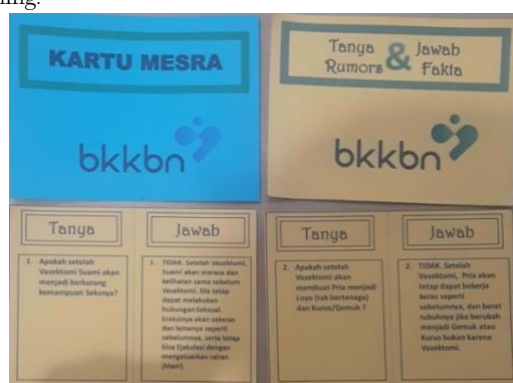 ning.
KARTU MESRA
bkkbn
Tanya & Jawab
Rumors Fakta
bkkbn
Tanya
1. Apakah setelah
Vasektomi Suami akan
menjadi berkurang
kemampuan Seksnya?
Jawab
1. TIDAK. Setelah Vasektomi,
Suami akan merasa dan
kelihatan sama sebelum
Vasektomi. Dia tetap
dapat melakukan
hubungan Seksual.
Ereksinya akan sekeras
dan lamanya seperti
sebelumnya, serta tetap
bisa Ejakulasi dengan
mengeluarkan cairan
(Mani)
Tanya
2. Apakah setelah
Vasektomi akan
membuat Pria menjadi
Loyo (tak bertenaga)
dan Kurus/Gemuk ?
Jawab
2. TIDAK. Setelah
Vasektomi, Pria akan
tetap dapat bekerja
keras seperti
sebelumnya, dan berat
tubuhnya jika berubah
menjadi Gemuk atau
Kurus bukan karena
Vasektomi.